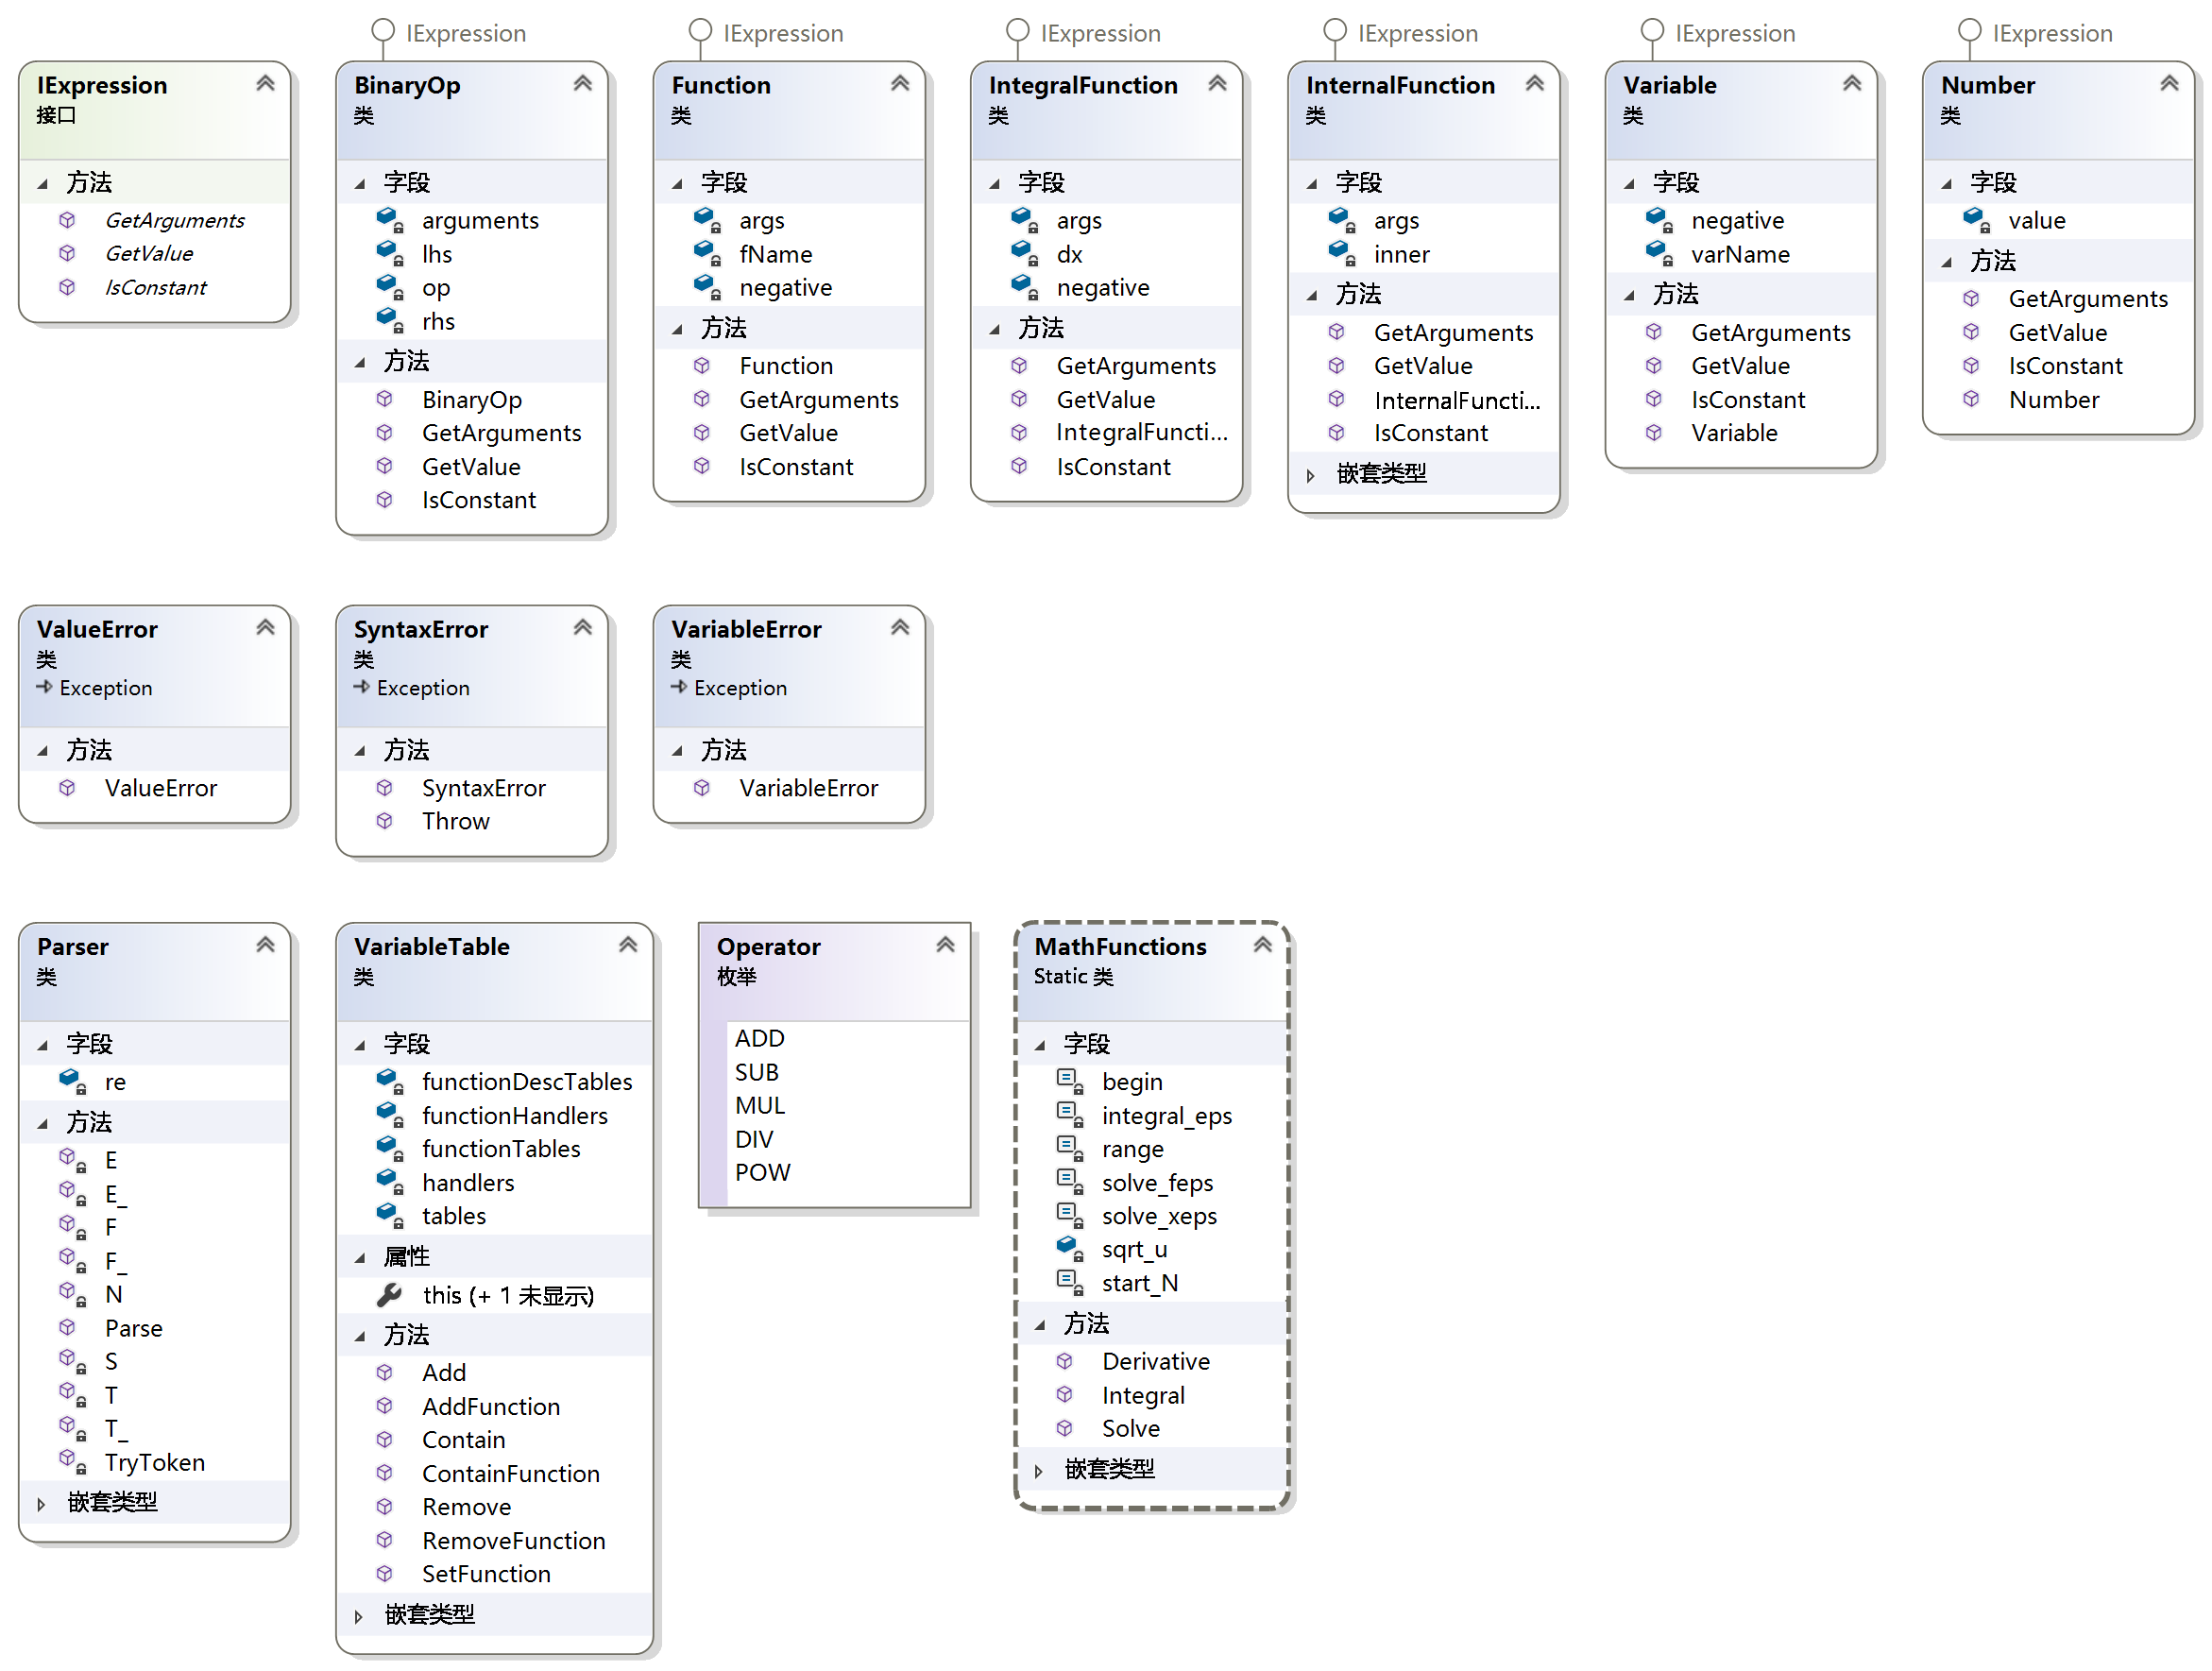 IExpression
接口
方法
GetArguments
GetValue
IsConstant
IExpression
BinaryOp
类
字段
arguments
lhs
op
rhs
方法
BinaryOp
GetArguments
GetValue
IsConstant
IExpression
Function
类
字段
args
fName
negative
方法
Function
GetArguments
GetValue
IsConstant
IExpression
IntegralFunction
类
字段
args
dx
negative
方法
GetArguments
GetValue
IntegralFuncti...
IsConstant
IExpression
InternalFunction
类
字段
args
inner
方法
GetArguments
GetValue
InternalFuncti...
IsConstant
嵌套类型
IExpression
Variable
类
字段
negative
varName
方法
GetArguments
GetValue
IsConstant
Variable
IExpression
Number
类
字段
value
方法
GetArguments
GetValue
IsConstant
Number
ValueError
类
Exception
方法
ValueError
SyntaxError
类
Exception
方法
SyntaxError
Throw
VariableError
类
Exception
方法
VariableError
Parser
类
字段
re
方法
E
E_
F
F_
N
Parse
S
T
T_
TryToken
嵌套类型
VariableTable
类
字段
functionDescTables
functionHandlers
functionTables
handlers
tables
属性
this (+ 1 未显示)
方法
Add
AddFunction
Contain
ContainFunction
Remove
RemoveFunction
SetFunction
嵌套类型
Operator
枚举
ADD
SUB
MUL
DIV
POW
MathFunctions
Static 类
字段
begin
integral_eps
range
solve_feps
solve_xeps
sqrt_u
start_N
方法
Derivative
Integral
Solve
嵌套类型